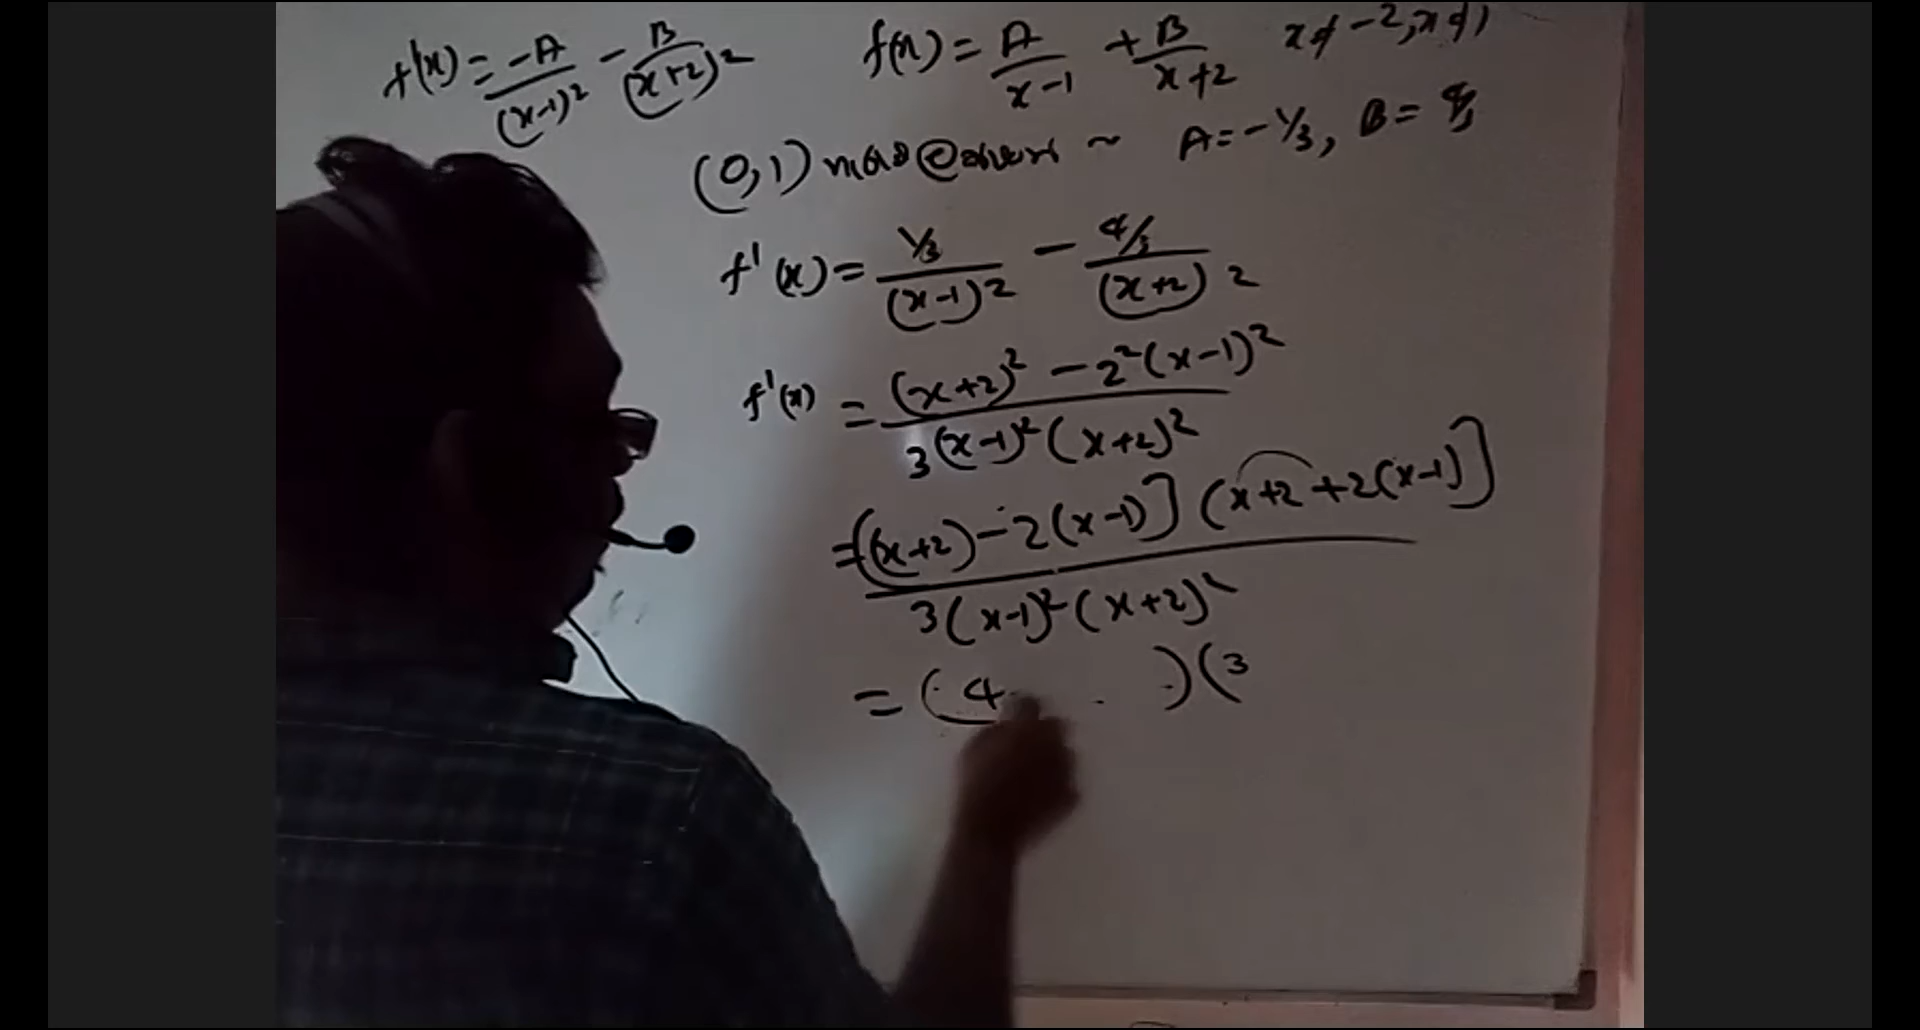 f'(x) = -A/(x-1)² - B/(x+2)²
f(x) = A/(x-1) + B/(x+2) x≠-2, x≠1
(0,1) ~ A = -1/3, B = 4/3
f'(x) = 1/3/(x-1)² - 4/3/(x+2)²
f'(x) = (x+2)² - 2²(x-1)² / 3(x-1)²(x+2)²
= [(x+2) - 2(x-1)] (x+2 + 2(x-1)] / 3(x-1)²(x+2)²
= (4 )(3